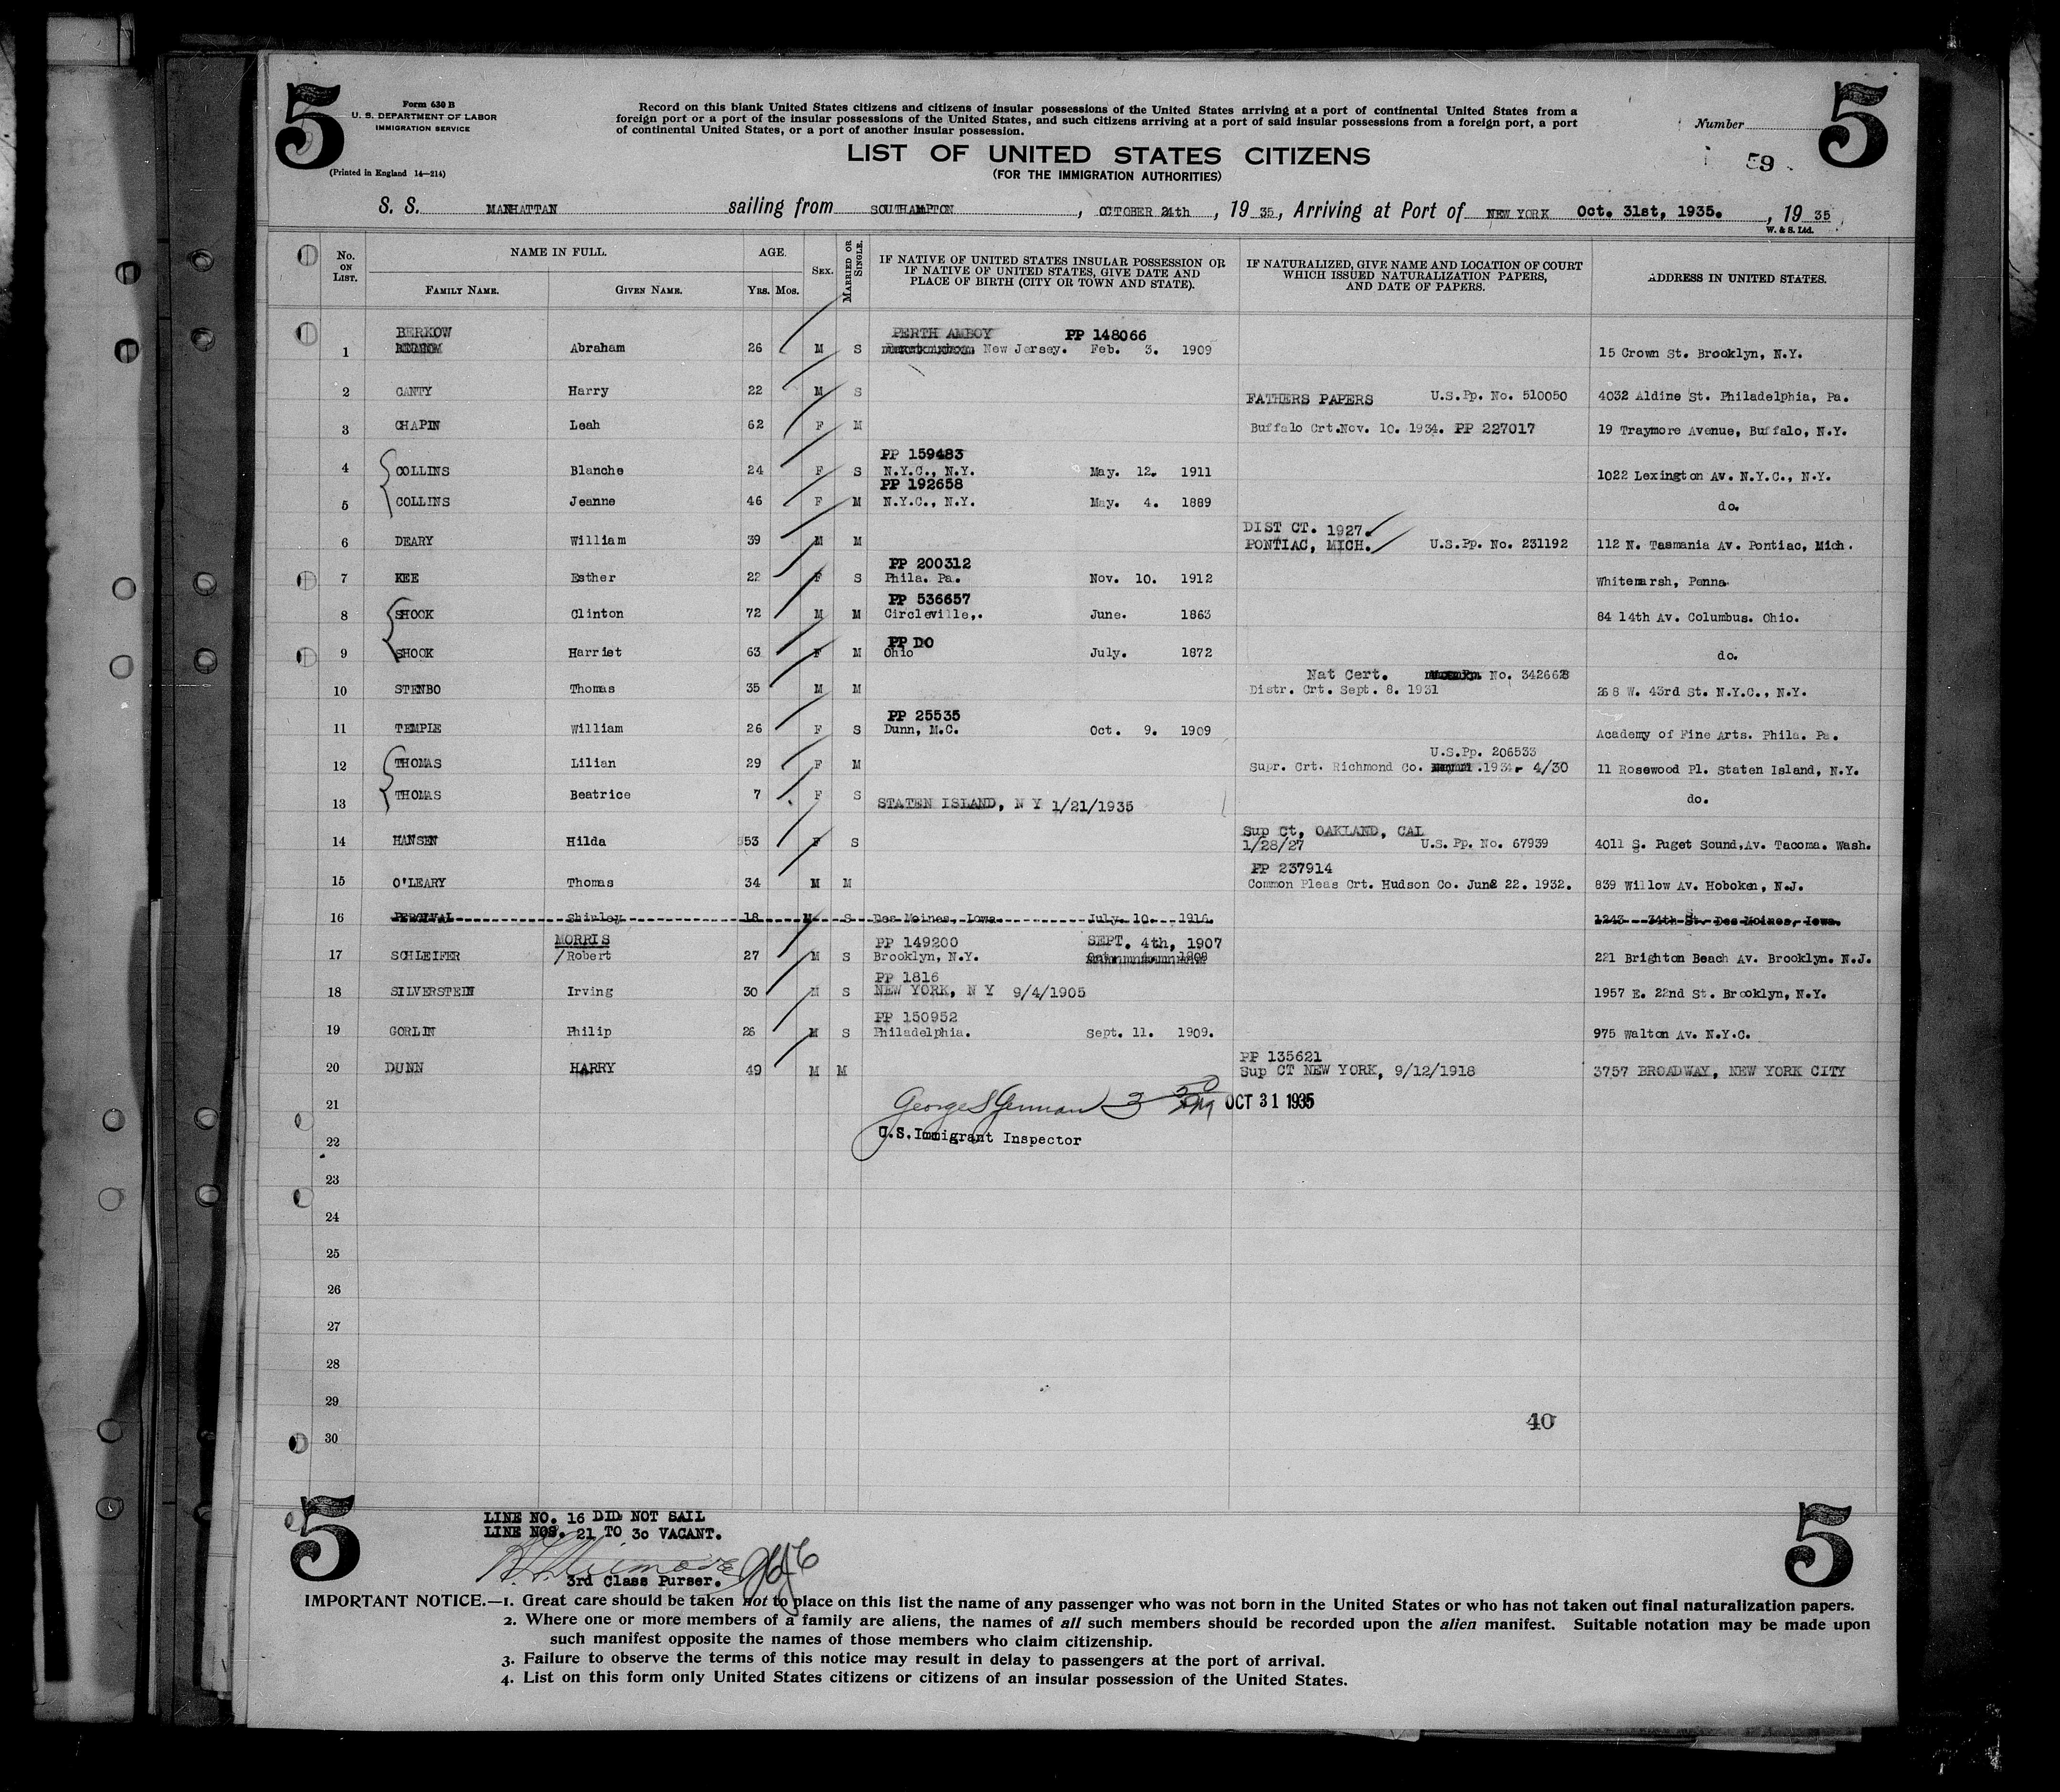 5
Form 630 B
U. S. DEPARTMENT OF LABOR
IMMIGRATION SERVICE
(Printed in England 14—214)
Record on this blank United States citizens and citizens of insular possessions of the United States arriving at a port of continental United States from a
foreign port or a port of the insular possessions of the United States, and such citizens arriving at a port of said insular possessions from a foreign port, a port
of continental United States, or a port of another insular possession.
Number
5
59
LIST OF UNITED STATES CITIZENS
(FOR THE IMMIGRATION AUTHORITIES)
S. S. MANHATTAN sailing from SOUTHAMPTON, OCTOBER 24th, 19 35, Arriving at Port of NEW YORK Oct. 31st, 1935., 19 35
W. & S. Ltd.
No. ON LIST. NAME IN FULL. FAMILY NAME. GIVEN NAME. AGE. YRS. MOS. SEX. MARRIED OR SINGLE. IF NATIVE OF UNITED STATES INSULAR POSSESSION OR IF NATIVE OF UNITED STATES, GIVE DATE AND PLACE OF BIRTH (CITY OR TOWN AND STATE). IF NATURALIZED, GIVE NAME AND LOCATION OF COURT WHICH ISSUED NATURALIZATION PAPERS, AND DATE OF PAPERS. ADDRESS IN UNITED STATES.
BERKOW PERTH AMBOY PP 148066
1 Abraham 26 M S New Jersey. Feb. 3. 1909 15 Crown St. Brooklyn, N.Y.
2 CANTY Harry 22 M S FATHERS PAPERS U.S.Pp. No. 510050 4032 Aldine St. Philadelphia, Pa.
3 CHAPIN Leah 62 F M Buffalo Crt.Nov. 10. 1934. PP 227017 19 Traymore Avenue, Buffalo, N.Y.
PP 159483
4 COLLINS Blanche 24 F S N.Y.C., N.Y. May. 12. 1911 1022 Lexington Av. N.Y.C., N.Y.
PP 192658
5 COLLINS Jeanne 46 F M N.Y.C., N.Y. May. 4. 1889 do.
DIST CT. 1927.
6 DEARY William 39 M M PONTIAC, MICH. U.S.Pp. No. 231192 112 N. Tasmania Av. Pontiac, Mich.
PP 200312
7 KEE Esther 22 F S Phila. Pa. Nov. 10. 1912 Whitemarsh, Penna.
PP 536657
8 SHOOK Clinton 72 M M Circleville,. June. 1863 84 14th Av. Columbus. Ohio.
PP DO
9 SHOOK Harriet 63 F M Ohio July. 1872 do.
Nat Cert. No. 3426628
10 STENBO Thomas 35 M M Distr. Crt. Sept. 8. 1931 268 W. 43rd St. N.Y.C., N.Y.
PP 25535
11 TEMPLE William 26 F S Dunn, M.C. Oct. 9. 1909 Academy of Fine Arts. Phila. Pa.
U.S.Pp. 206533
12 THOMAS Lilian 29 F M Supr. Crt. Richmond Co. .1934- 4/30 11 Rosewood Pl. Staten Island, N.Y.
13 THOMAS Beatrice 7 F S STATEN ISLAND, N Y 1/21/1935 do.
Sup Ct, OAKLAND, CAL
14 HANSEN Hilda 53 F S 1/28/27 U.S. Pp. No. 67939 4011 S. Puget Sound,Av. Tacoma. Wash.
PP 237914
15 O'LEARY Thomas 34 M M Common Pleas Crt. Hudson Co. June 22. 1932. 839 Willow Av. Hoboken, N.J.
16 PERCIVAL Shirley 18 M S Des Moines, Iowa. July. 10. 1916. 1243 34th St. Des Moines, Iowa.
MORRIS PP 149200 SEPT. 4th, 1907
17 SCHLEIFER /Robert 27 M S Brooklyn, N.Y. 1908 221 Brighton Beach Av. Brooklyn. N.J.
PP 1816
18 SILVERSTEIN Irving 30 M S NEW YORK, N Y 9/4/1905 1957 E. 22nd St. Brooklyn, N.Y.
PP 150952
19 GORLIN Philip 26 M S Philadelphia. Sept. 11. 1909. 975 Walton Av. N.Y.C.
PP 135621
20 DUNN HARRY 49 M M Sup CT NEW YORK, 9/12/1918 3757 BROADWAY, NEW YORK CITY
21 OCT 31 1935
22 U.S.Immigrant Inspector
23
24
25
26
27
28
29
40
30
5
LINE NO. 16 DID NOT SAIL
LINE NOS. 21 TO 30 VACANT.
3rd Class Purser.
5
IMPORTANT NOTICE.—1. Great care should be taken not to place on this list the name of any passenger who was not born in the United States or who has not taken out final naturalization papers.
2. Where one or more members of a family are aliens, the names of all such members should be recorded upon the alien manifest. Suitable notation may be made upon
such manifest opposite the names of those members who claim citizenship.
3. Failure to observe the terms of this notice may result in delay to passengers at the port of arrival.
4. List on this form only United States citizens or citizens of an insular possession of the United States.